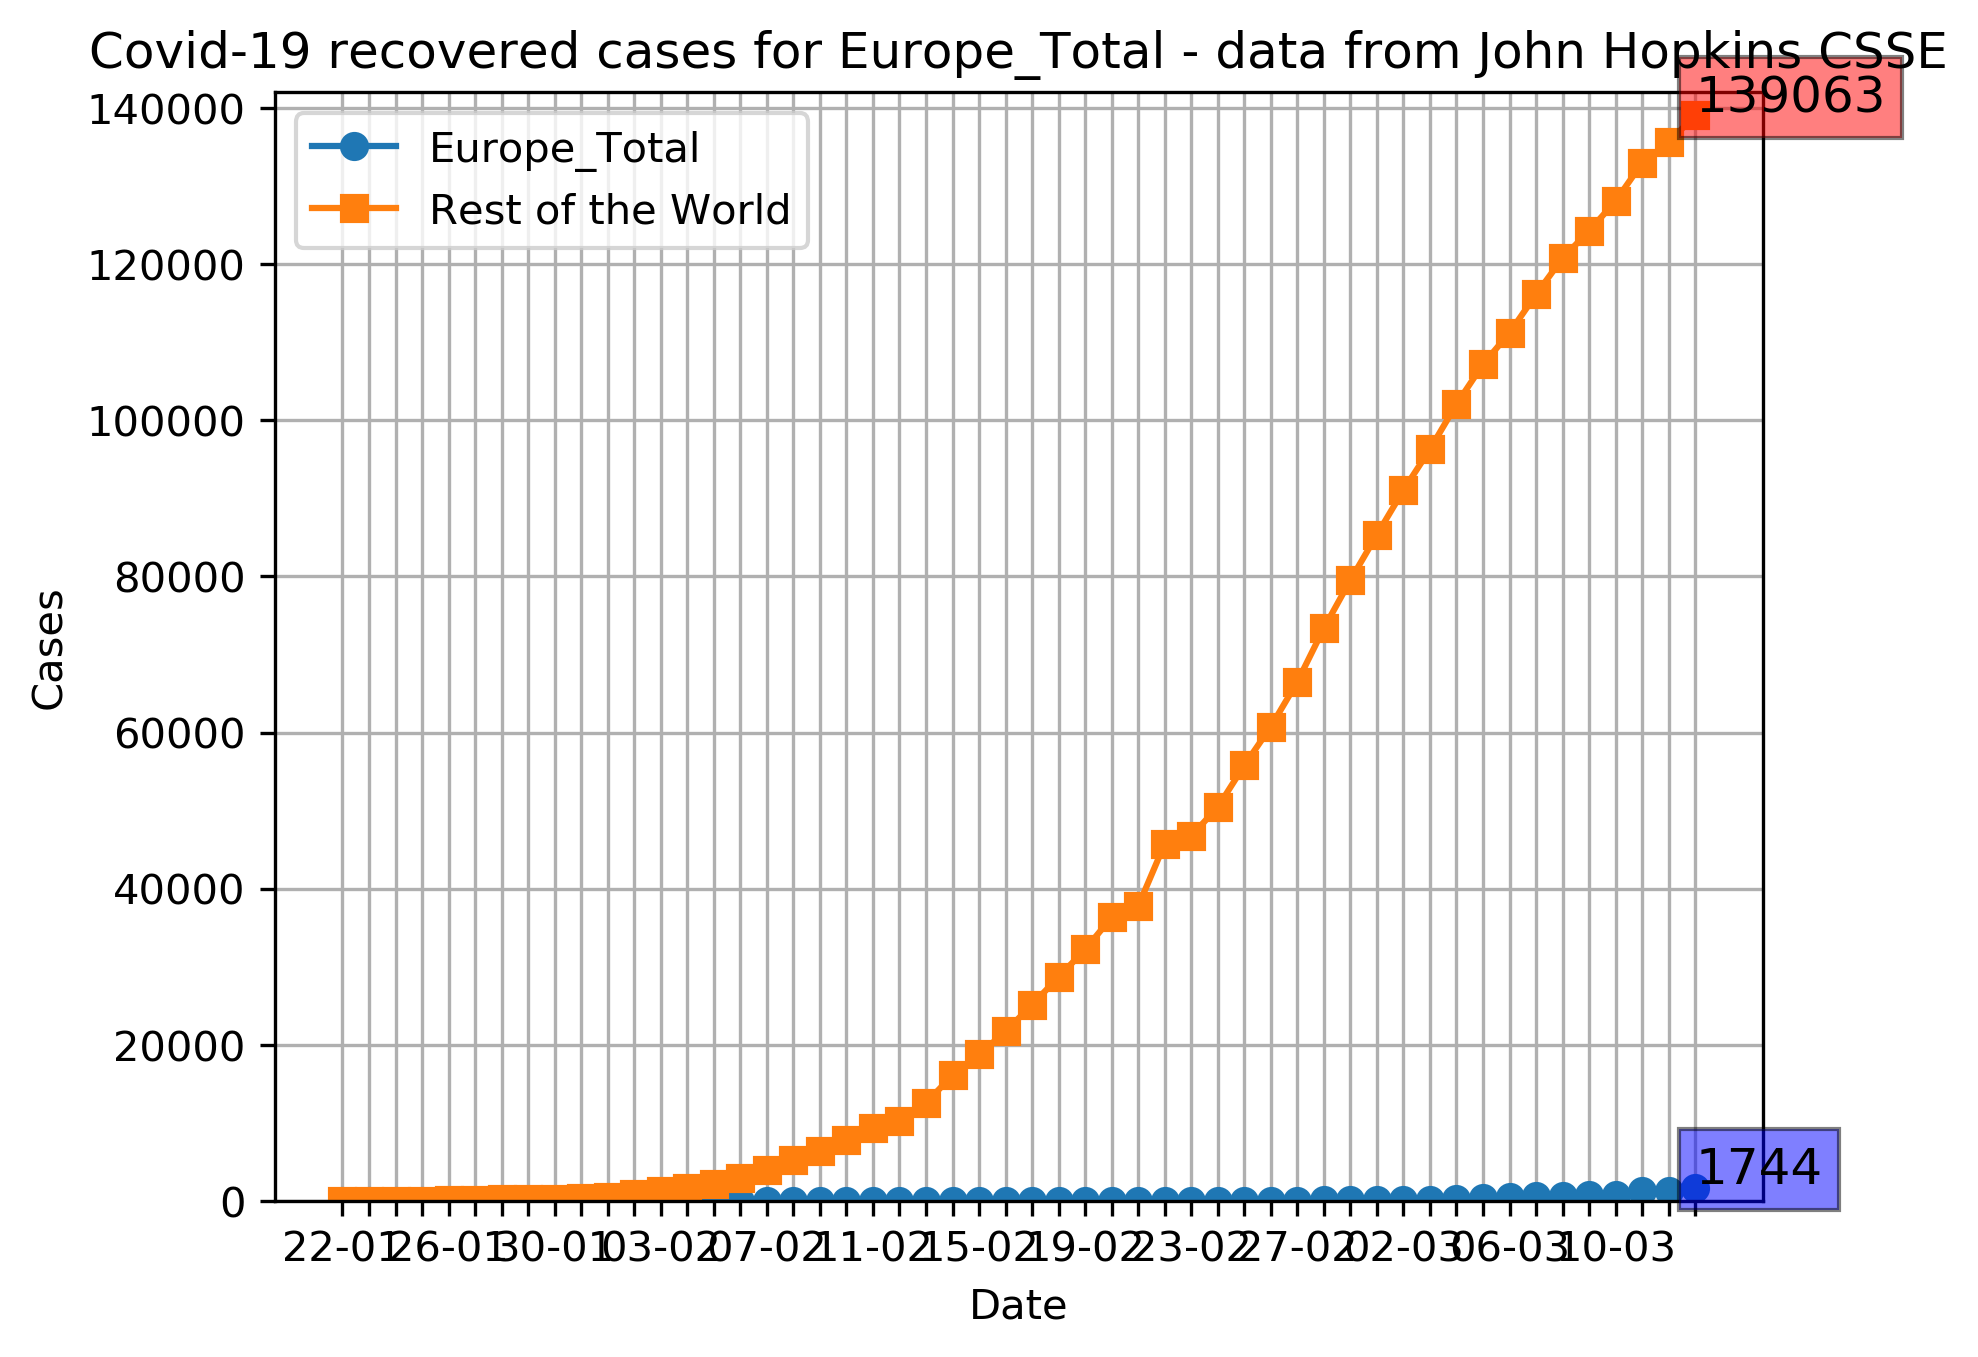 Covid-19 recovered cases for Europe_Total - data from John Hopkins CSSE
139063
140000
Europe_Total
Rest of the World
120000
100000
80000
Cases
60000
40000
20000
1744
0
22-01 26-01 30-01 03-02 07-02 11-02 15-02 19-02 23-02 27-02 02-03 06-03 10-03
Date